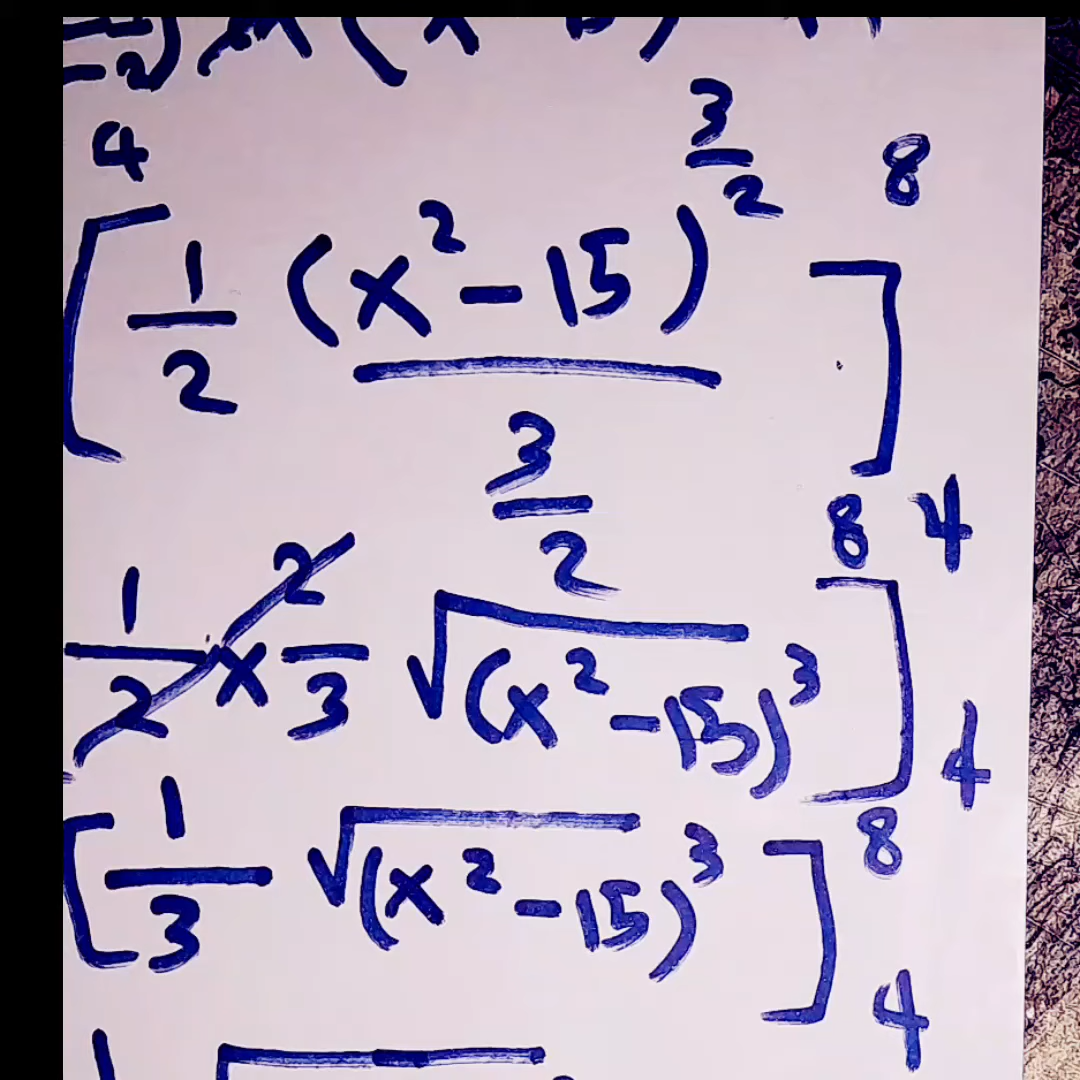 4
[ 1/2 (x² - 15)^(3/2) / (3/2) ] 8 4
1/2 x 2/3 √(x² - 15)³ ] 8 4
[ 1/3 √(x² - 15)³ ] 8 4